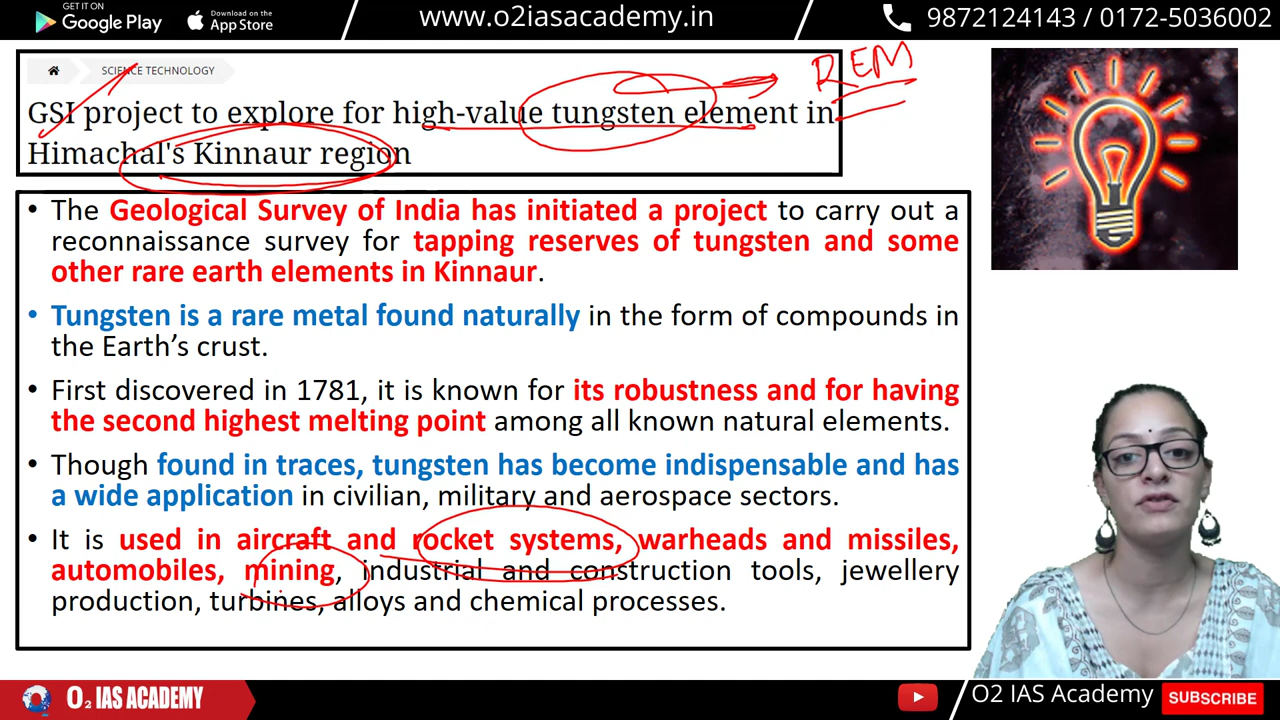 GET IT ON
Google Play
Download on the
App Store
www.o2iasacademy.in
9872124143 / 0172-5036002
SCIENCE TECHNOLOGY
REM
GSI project to explore for high-value tungsten element in
Himachal's Kinnaur region
• The Geological Survey of India has initiated a project to carry out a
reconnaissance survey for tapping reserves of tungsten and some
other rare earth elements in Kinnaur.
• Tungsten is a rare metal found naturally in the form of compounds in
the Earth's crust.
• First discovered in 1781, it is known for its robustness and for having
the second highest melting point among all known natural elements.
• Though found in traces, tungsten has become indispensable and has
a wide application in civilian, military and aerospace sectors.
• It is used in aircraft and rocket systems, warheads and missiles,
automobiles, mining, industrial and construction tools, jewellery
production, turbines, alloys and chemical processes.
O₂ IAS ACADEMY
O2 IAS Academy
SUBSCRIBE